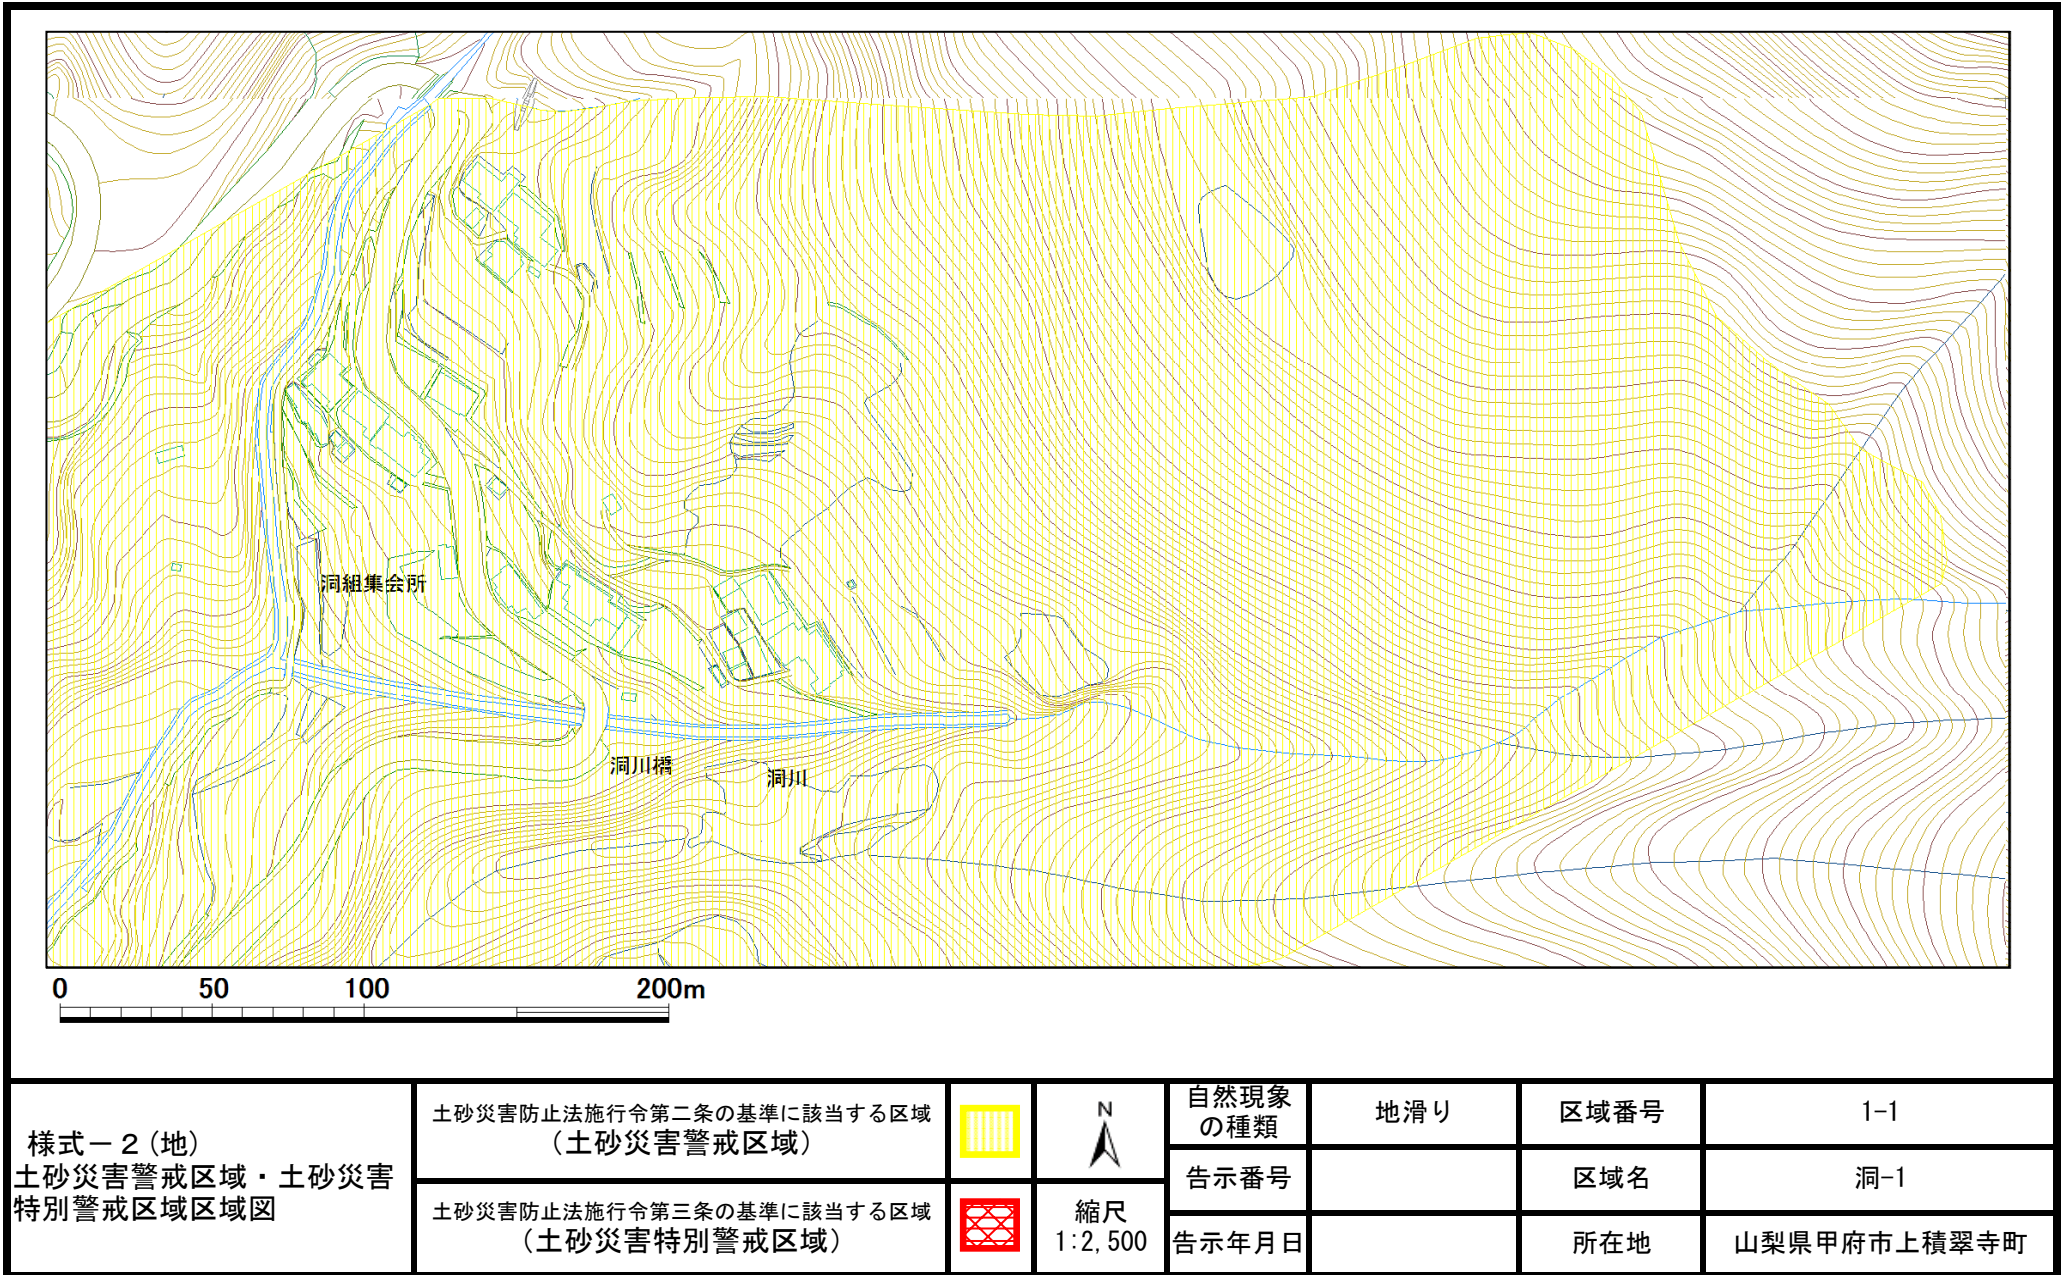 洞組集会所
洞川橋
洞川
0 50 100 200m
様式－２(地)
土砂災害警戒区域・土砂災害
特別警戒区域区域図
土砂災害防止法施行令第二条の基準に該当する区域
（土砂災害警戒区域）
土砂災害防止法施行令第三条の基準に該当する区域
（土砂災害特別警戒区域）
N
縮尺
1:2,500
自然現象
の種類
地滑り
区域番号
1-1
告示番号
区域名
洞-1
告示年月日
所在地
山梨県甲府市上積翠寺町